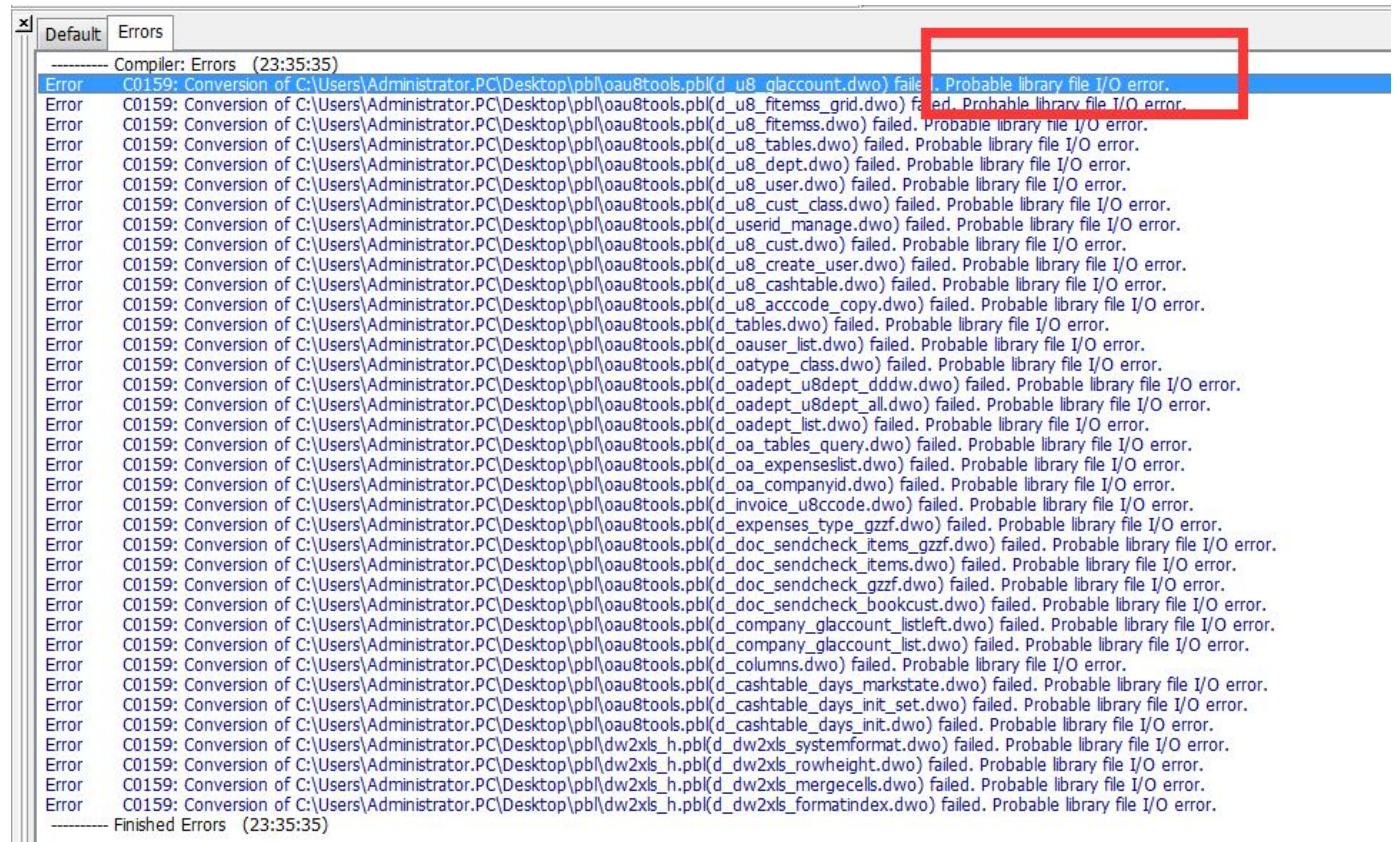 Default Errors
---------- Compiler: Errors (23:35:35)
Error C0159: Conversion of C:\Users\Administrator.PC\Desktop\pbl\oau8tools.pbl(d_u8_glaccount.dwo) failed. Probable library file I/O error.
Error C0159: Conversion of C:\Users\Administrator.PC\Desktop\pbl\oau8tools.pbl(d_u8_fitemss_grid.dwo) failed. Probable library file I/O error.
Error C0159: Conversion of C:\Users\Administrator.PC\Desktop\pbl\oau8tools.pbl(d_u8_fitemss.dwo) failed. Probable library file I/O error.
Error C0159: Conversion of C:\Users\Administrator.PC\Desktop\pbl\oau8tools.pbl(d_u8_tables.dwo) failed. Probable library file I/O error.
Error C0159: Conversion of C:\Users\Administrator.PC\Desktop\pbl\oau8tools.pbl(d_u8_dept.dwo) failed. Probable library file I/O error.
Error C0159: Conversion of C:\Users\Administrator.PC\Desktop\pbl\oau8tools.pbl(d_u8_user.dwo) failed. Probable library file I/O error.
Error C0159: Conversion of C:\Users\Administrator.PC\Desktop\pbl\oau8tools.pbl(d_u8_cust_class.dwo) failed. Probable library file I/O error.
Error C0159: Conversion of C:\Users\Administrator.PC\Desktop\pbl\oau8tools.pbl(d_userid_manage.dwo) failed. Probable library file I/O error.
Error C0159: Conversion of C:\Users\Administrator.PC\Desktop\pbl\oau8tools.pbl(d_u8_cust.dwo) failed. Probable library file I/O error.
Error C0159: Conversion of C:\Users\Administrator.PC\Desktop\pbl\oau8tools.pbl(d_u8_create_user.dwo) failed. Probable library file I/O error.
Error C0159: Conversion of C:\Users\Administrator.PC\Desktop\pbl\oau8tools.pbl(d_u8_cashtable.dwo) failed. Probable library file I/O error.
Error C0159: Conversion of C:\Users\Administrator.PC\Desktop\pbl\oau8tools.pbl(d_u8_acccode_copy.dwo) failed. Probable library file I/O error.
Error C0159: Conversion of C:\Users\Administrator.PC\Desktop\pbl\oau8tools.pbl(d_tables.dwo) failed. Probable library file I/O error.
Error C0159: Conversion of C:\Users\Administrator.PC\Desktop\pbl\oau8tools.pbl(d_oauser_list.dwo) failed. Probable library file I/O error.
Error C0159: Conversion of C:\Users\Administrator.PC\Desktop\pbl\oau8tools.pbl(d_oatype_class.dwo) failed. Probable library file I/O error.
Error C0159: Conversion of C:\Users\Administrator.PC\Desktop\pbl\oau8tools.pbl(d_oadept_u8dept_dddw.dwo) failed. Probable library file I/O error.
Error C0159: Conversion of C:\Users\Administrator.PC\Desktop\pbl\oau8tools.pbl(d_oadept_u8dept_all.dwo) failed. Probable library file I/O error.
Error C0159: Conversion of C:\Users\Administrator.PC\Desktop\pbl\oau8tools.pbl(d_oadept_list.dwo) failed. Probable library file I/O error.
Error C0159: Conversion of C:\Users\Administrator.PC\Desktop\pbl\oau8tools.pbl(d_oa_tables_query.dwo) failed. Probable library file I/O error.
Error C0159: Conversion of C:\Users\Administrator.PC\Desktop\pbl\oau8tools.pbl(d_oa_expenseslist.dwo) failed. Probable library file I/O error.
Error C0159: Conversion of C:\Users\Administrator.PC\Desktop\pbl\oau8tools.pbl(d_oa_companyid.dwo) failed. Probable library file I/O error.
Error C0159: Conversion of C:\Users\Administrator.PC\Desktop\pbl\oau8tools.pbl(d_invoice_u8ccode.dwo) failed. Probable library file I/O error.
Error C0159: Conversion of C:\Users\Administrator.PC\Desktop\pbl\oau8tools.pbl(d_expenses_type_gzzf.dwo) failed. Probable library file I/O error.
Error C0159: Conversion of C:\Users\Administrator.PC\Desktop\pbl\oau8tools.pbl(d_doc_sendcheck_items_gzzf.dwo) failed. Probable library file I/O error.
Error C0159: Conversion of C:\Users\Administrator.PC\Desktop\pbl\oau8tools.pbl(d_doc_sendcheck_items.dwo) failed. Probable library file I/O error.
Error C0159: Conversion of C:\Users\Administrator.PC\Desktop\pbl\oau8tools.pbl(d_doc_sendcheck_gzzf.dwo) failed. Probable library file I/O error.
Error C0159: Conversion of C:\Users\Administrator.PC\Desktop\pbl\oau8tools.pbl(d_doc_sendcheck_bookcust.dwo) failed. Probable library file I/O error.
Error C0159: Conversion of C:\Users\Administrator.PC\Desktop\pbl\oau8tools.pbl(d_company_glaccount_listleft.dwo) failed. Probable library file I/O error.
Error C0159: Conversion of C:\Users\Administrator.PC\Desktop\pbl\oau8tools.pbl(d_company_glaccount_list.dwo) failed. Probable library file I/O error.
Error C0159: Conversion of C:\Users\Administrator.PC\Desktop\pbl\oau8tools.pbl(d_columns.dwo) failed. Probable library file I/O error.
Error C0159: Conversion of C:\Users\Administrator.PC\Desktop\pbl\oau8tools.pbl(d_cashtable_days_markstate.dwo) failed. Probable library file I/O error.
Error C0159: Conversion of C:\Users\Administrator.PC\Desktop\pbl\oau8tools.pbl(d_cashtable_days_init_set.dwo) failed. Probable library file I/O error.
Error C0159: Conversion of C:\Users\Administrator.PC\Desktop\pbl\oau8tools.pbl(d_cashtable_days_init.dwo) failed. Probable library file I/O error.
Error C0159: Conversion of C:\Users\Administrator.PC\Desktop\pbl\dw2xls_h.pbl(d_dw2xls_systemformat.dwo) failed. Probable library file I/O error.
Error C0159: Conversion of C:\Users\Administrator.PC\Desktop\pbl\dw2xls_h.pbl(d_dw2xls_rowheight.dwo) failed. Probable library file I/O error.
Error C0159: Conversion of C:\Users\Administrator.PC\Desktop\pbl\dw2xls_h.pbl(d_dw2xls_mergecells.dwo) failed. Probable library file I/O error.
Error C0159: Conversion of C:\Users\Administrator.PC\Desktop\pbl\dw2xls_h.pbl(d_dw2xls_formatindex.dwo) failed. Probable library file I/O error.
---------- Finished Errors (23:35:35)